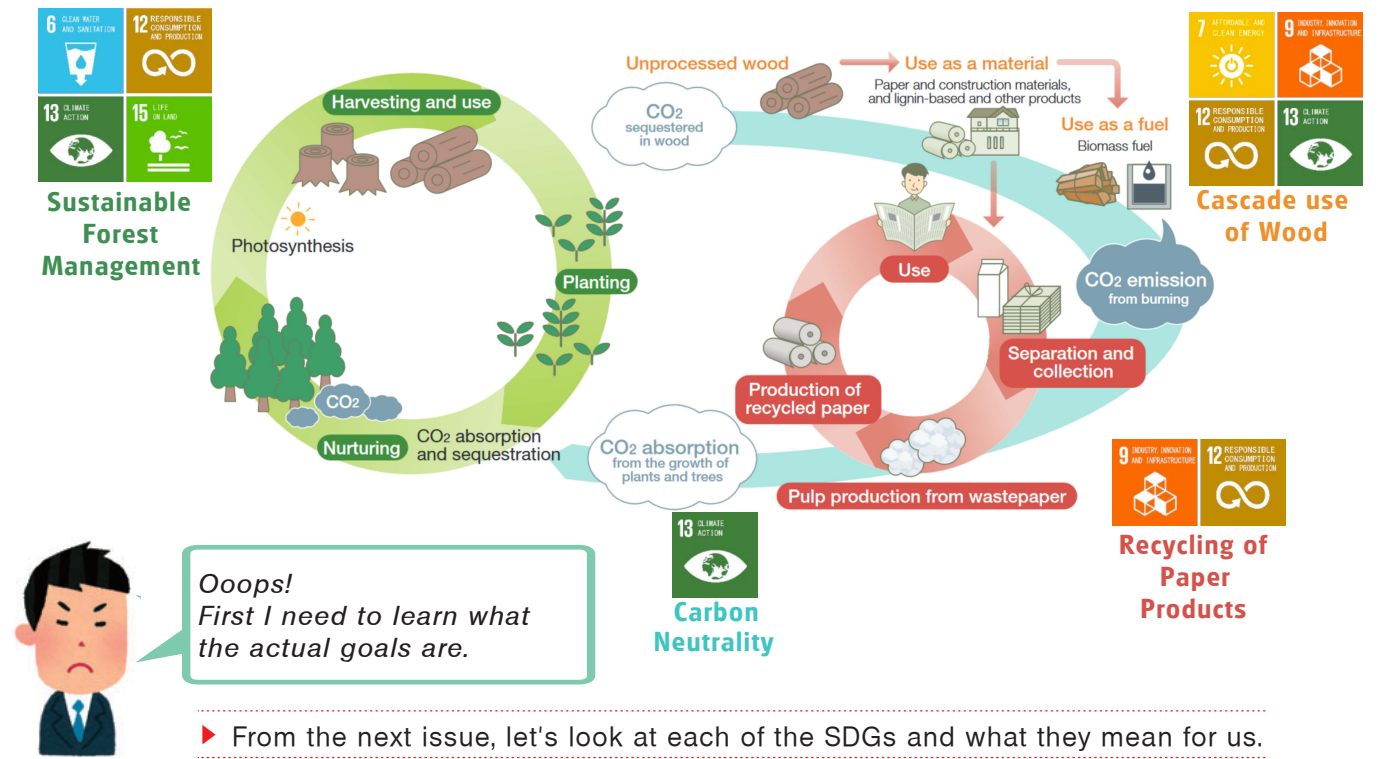 6 CLEAN WATER
AND SANITATION
12 RESPONSIBLE
CONSUMPTION
AND PRODUCTION
13 CLIMATE
ACTION
15 LIFE
ON LAND
Sustainable
Forest
Management
Harvesting and use
Photosynthesis
Planting
CO2
Nurturing
CO2 absorption
and sequestration
Unprocessed wood
Use as a material
Paper and construction materials,
and lignin-based and other products
CO2
sequestered
in wood
Use as a fuel
Biomass fuel
7 AFFORDABLE AND
CLEAN ENERGY
9 INDUSTRY, INNOVATION
AND INFRASTRUCTURE
12 RESPONSIBLE
CONSUMPTION
AND PRODUCTION
13 CLIMATE
ACTION
Cascade use
of Wood
Use
CO2 emission
from burning
Separation and
collection
Production of
recycled paper
Pulp production from wastepaper
CO2 absorption
from the growth of
plants and trees
13 CLIMATE
ACTION
Carbon
Neutrality
9 INDUSTRY, INNOVATION
AND INFRASTRUCTURE
12 RESPONSIBLE
CONSUMPTION
AND PRODUCTION
Recycling of
Paper
Products
Ooops!
First I need to learn what
the actual goals are.
From the next issue, let's look at each of the SDGs and what they mean for us.